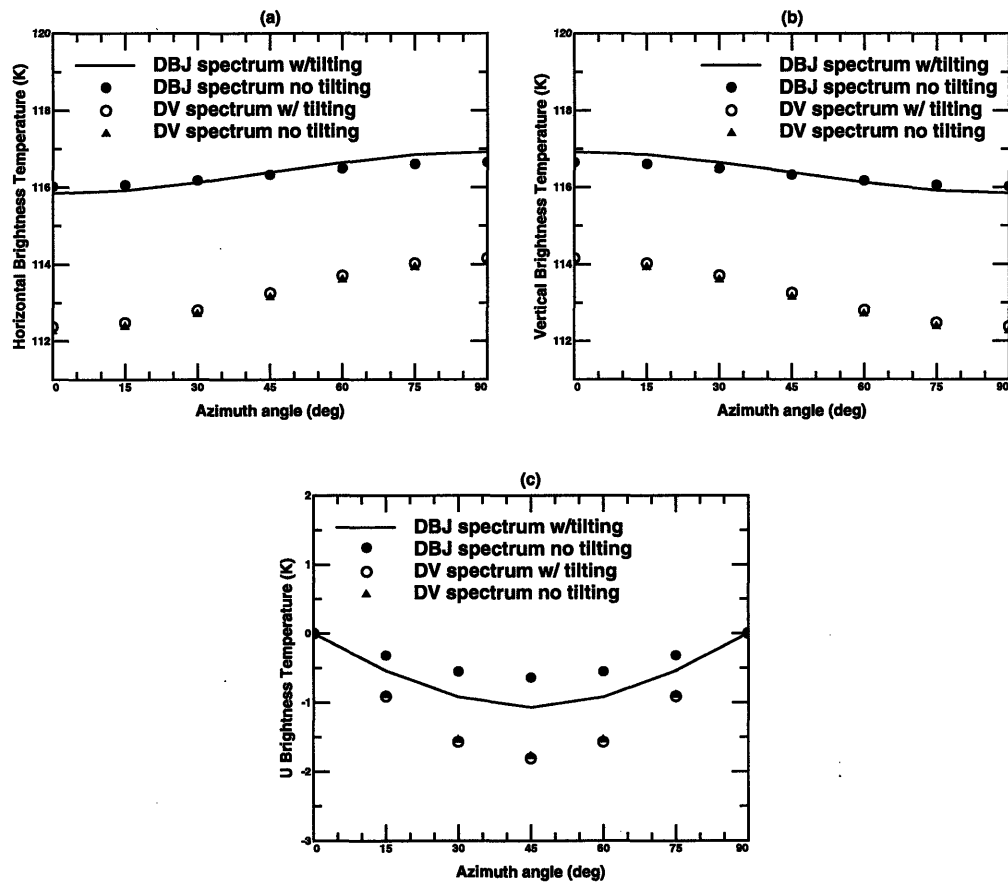 (a)
120
118
116
114
112
Horizontal Brightness Temperature (K)
DBJ spectrum w/tilting
DBJ spectrum no tilting
DV spectrum w/ tilting
DV spectrum no tilting
0 15 30 45 60 75 90
Azimuth angle (deg)
(b)
120
118
116
114
112
Vertical Brightness Temperature (K)
DBJ spectrum w/tilting
DBJ spectrum no tilting
DV spectrum w/ tilting
DV spectrum no tilting
0 15 30 45 60 75 90
Azimuth angle (deg)
(c)
2
1
0
-1
-2
-3
U Brightness Temperature (K)
DBJ spectrum w/tilting
DBJ spectrum no tilting
DV spectrum w/ tilting
DV spectrum no tilting
0 15 30 45 60 75 90
Azimuth angle (deg)